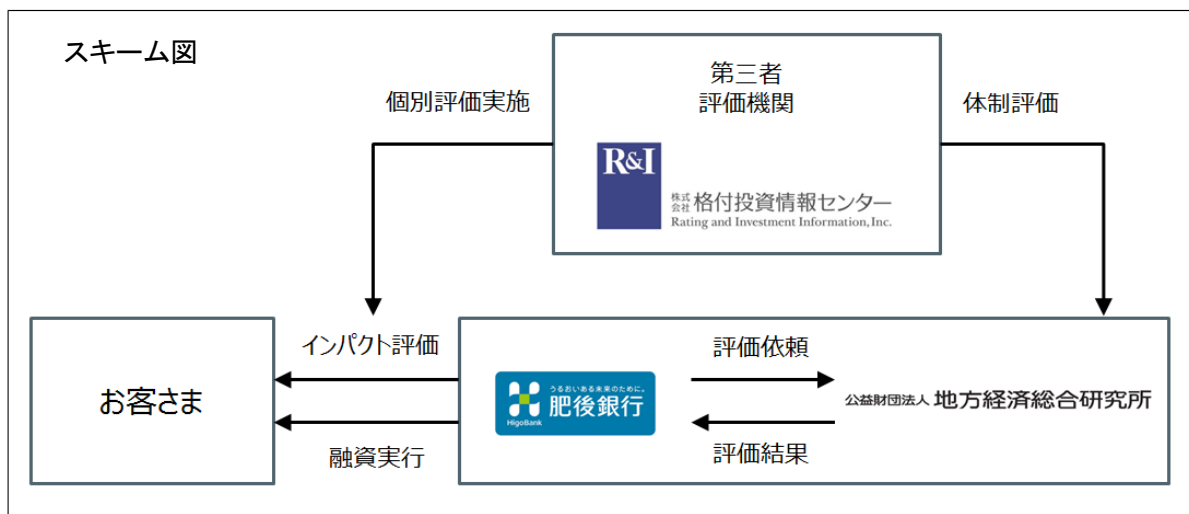 スキーム図
第三者
評価機関
個別評価実施
体制評価
R&I
株式
会社 格付投資情報センター
Rating and Investment Information, Inc.
インパクト評価
評価依頼
お客さま
うるおいある未来のために。
肥後銀行
HigoBank
公益財団法人 地方経済総合研究所
融資実行
評価結果